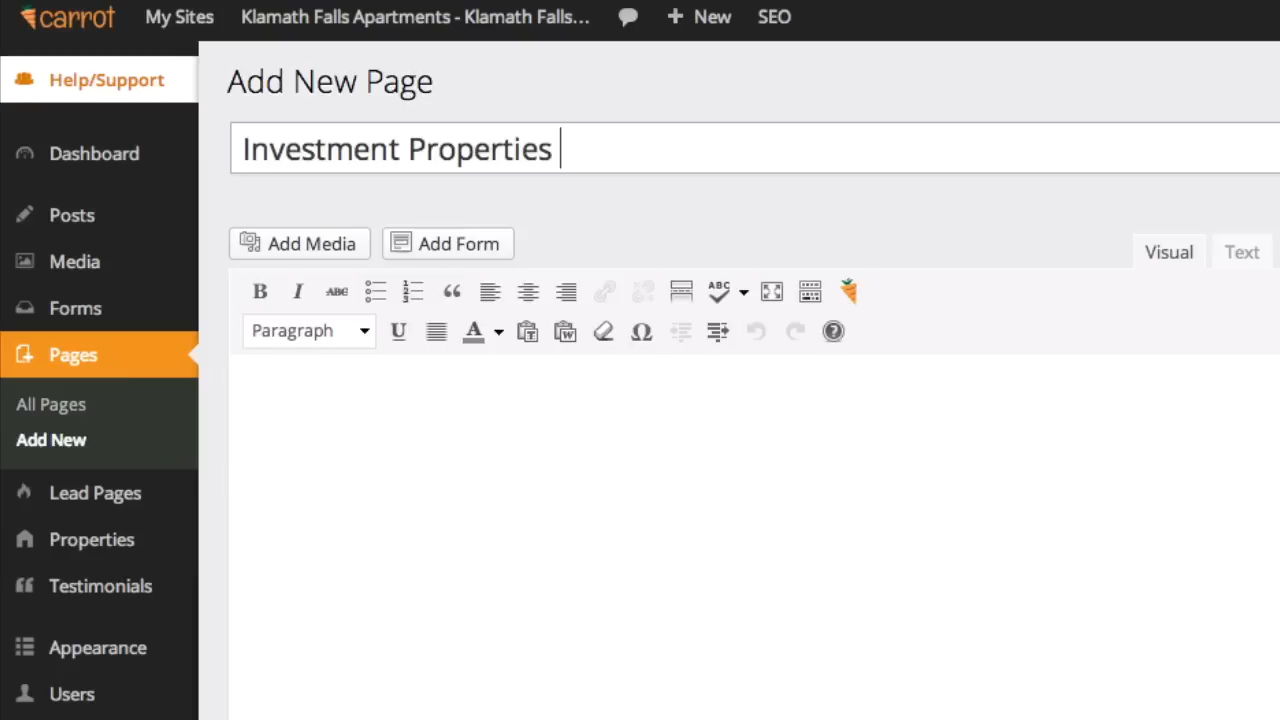 carrot My Sites Klamath Falls Apartments - Klamath Falls... New SEO
Help/Support
Add New Page
Investment Properties
Dashboard
Posts
Media
Forms
Pages
All Pages
Add New
Lead Pages
Properties
Testimonials
Appearance
Users
Add Media Add Form
Visual Text
B I ABC ABC
Paragraph U A